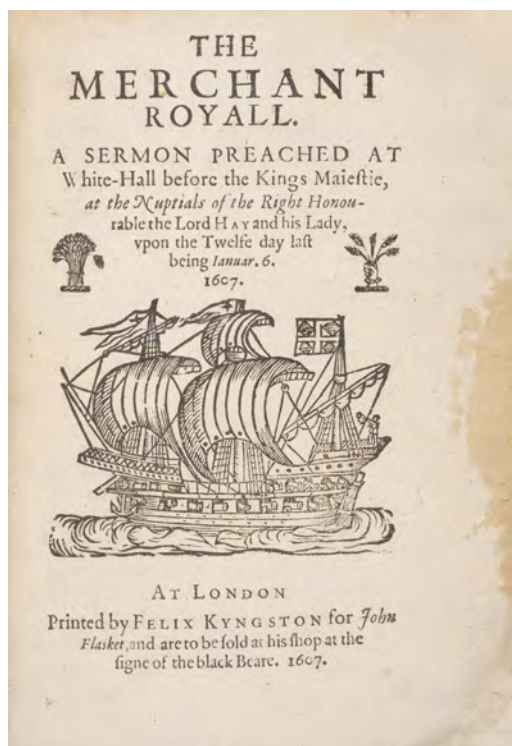 THE
MERCHANT
ROYALL.
A SERMON PREACHED AT
White-Hall before the Kings Maieſtie,
at the Nuptials of the Right Honou-
rable the Lord HAY and his Lady,
vpon the Twelfe day laſt
being Ianuar. 6.
1607.
AT LONDON
Printed by FELIX KYNGSTON for John
Flasket, and are to be ſold at his ſhop at the
ſigne of the black Beare. 1607.